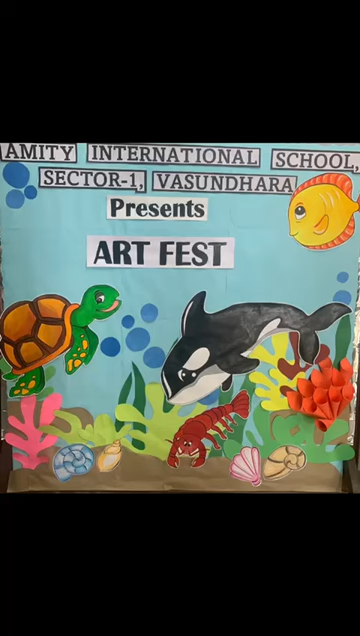 AMITY INTERNATIONAL SCHOOL,
SECTOR-1, VASUNDHARA
Presents
ART FEST